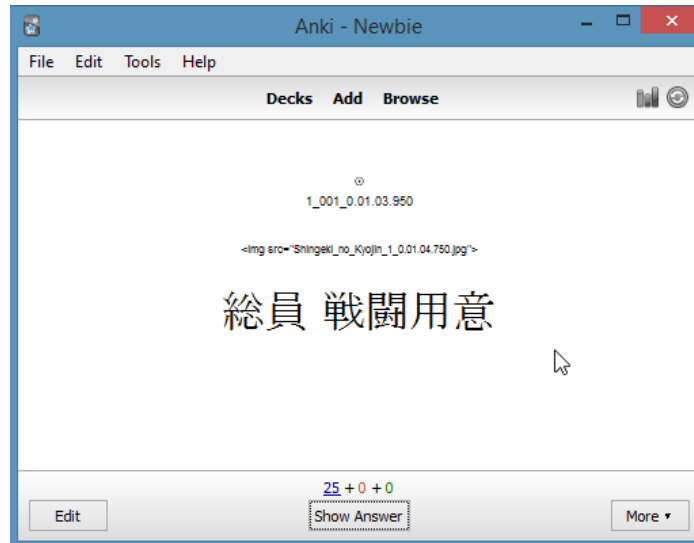 Anki - Newbie
File Edit Tools Help
Decks Add Browse
1_001_0.01.03.950
<img src="Shingeki_no_Kyojin_1_0.01.04.750.jpg">
総員 戦闘用意
25 + 0 + 0
Edit Show Answer More ▾